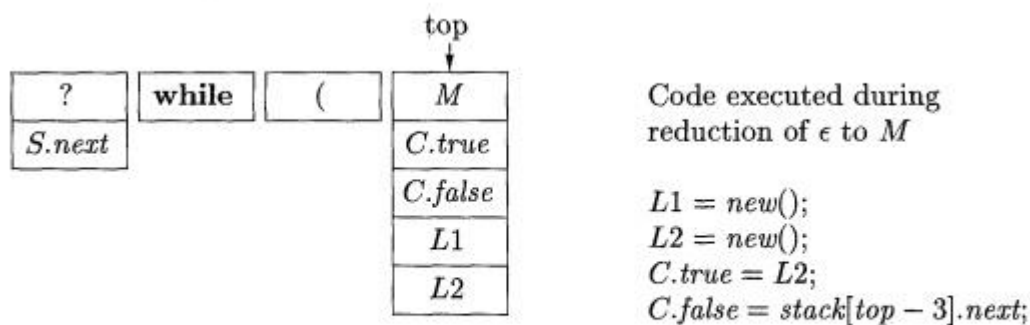 top
? while ( M
S.next C.true
C.false
L1
L2
Code executed during
reduction of ϵ to M
L1 = new();
L2 = new();
C.true = L2;
C.false = stack[top − 3].next;